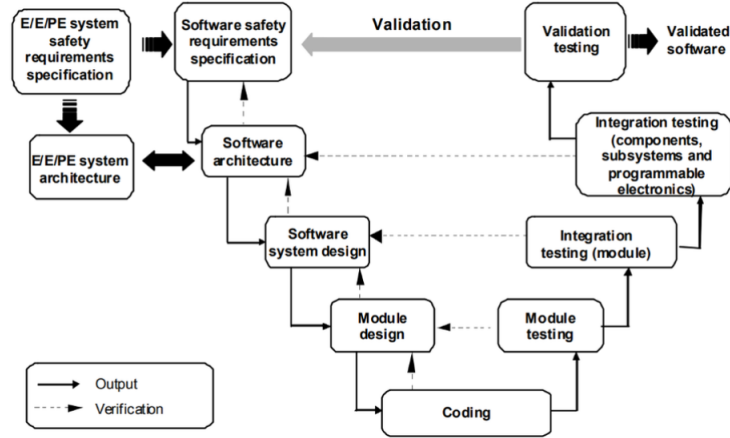 E/E/PE system
safety
requirements
specification
Software safety
requirements
specification
Validation
Validation
testing
Validated
software
E/E/PE system
architecture
Software
architecture
Integration testing
(components,
subsystems and
programmable
electronics)
Software
system design
Integration
testing (module)
Module
design
Module
testing
Coding
Output
Verification